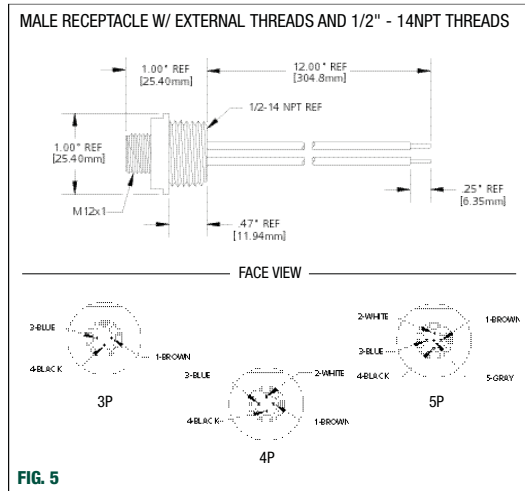 MALE RECEPTACLE W/ EXTERNAL THREADS AND 1/2" - 14NPT THREADS
1.00" REF
[25.40mm]
12.00" REF
[304.8mm]
1/2-14 NPT REF
1.00" REF
[25.40mm]
M12x1
.25" REF
[6.35mm]
.47" REF
[11.94mm]
FACE VIEW
3-BLUE
4-BLACK
1-BROWN
3P
3-BLUE
2-WHITE
4-BLACK
1-BROWN
4P
2-WHITE
1-BROWN
3-BLUE
4-BLACK
5-GRAY
5P
FIG. 5